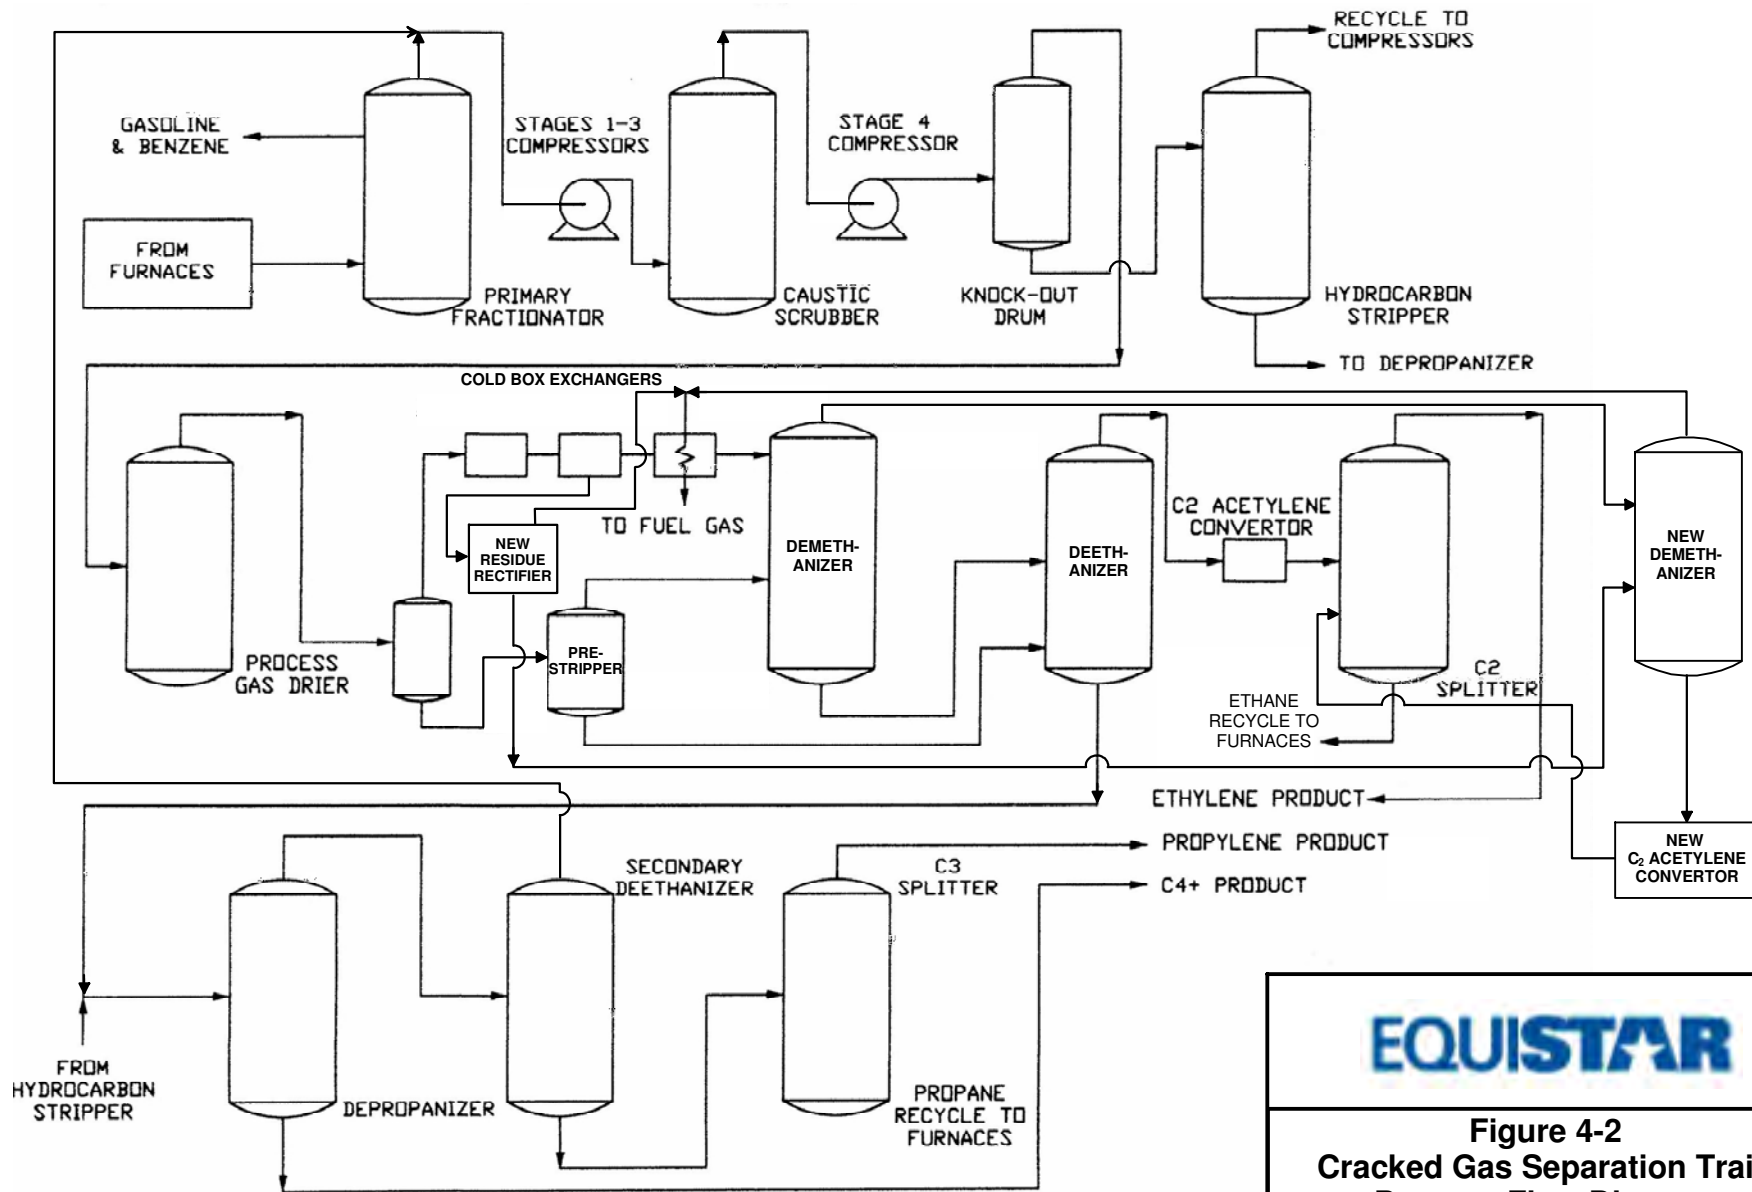 RECYCLE TO
COMPRESSORS
GASOLINE
& BENZENE
STAGES 1-3
COMPRESSORS
STAGE 4
COMPRESSOR
FROM
FURNACES
PRIMARY
FRACTIONATOR
CAUSTIC
SCRUBBER
KNOCK-OUT
DRUM
HYDROCARBON
STRIPPER
TO DEPROPANIZER
COLD BOX EXCHANGERS
TO FUEL GAS
NEW
RESIDUE
RECTIFIER
DEMETH-
ANIZER
DEETH-
ANIZER
C2 ACETYLENE
CONVERTOR
NEW
DEMETH-
ANIZER
PROCESS
GAS DRIER
PRE-
STRIPPER
C2
SPLITTER
ETHANE
RECYCLE TO
FURNACES
ETHYLENE PRODUCT
PROPYLENE PRODUCT
C4+ PRODUCT
NEW
C₂ ACETYLENE
CONVERTOR
SECONDARY
DEETHANIZER
C3
SPLITTER
FROM
HYDROCARBON
STRIPPER
DEPROPANIZER
PROPANE
RECYCLE TO
FURNACES
EQUISTAR
Figure 4-2
Cracked Gas Separation Trai